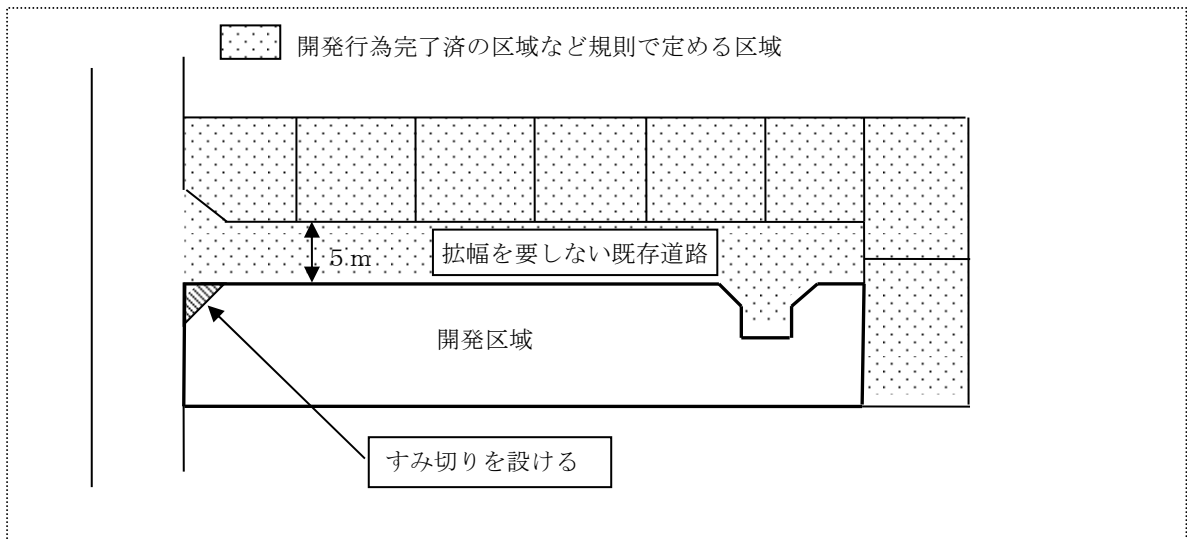 開発行為完了済の区域など規則で定める区域
5m
拡幅を要しない既存道路
開発区域
すみ切りを設ける